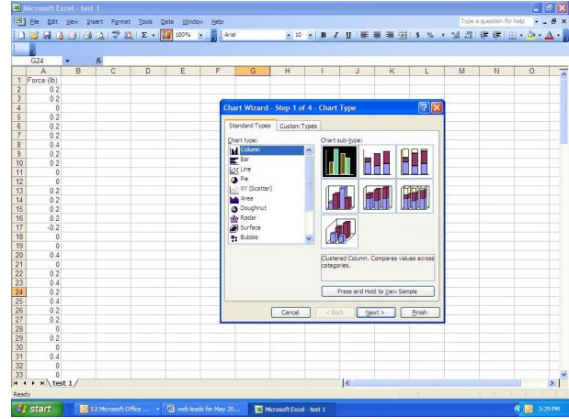 Microsoft Excel - test 1
File Edit View Insert Format Tools Data Window Help
Type a question for help
100%
Arial
10
B I U
$ %
G24
fx
A B C D E F G H I J K L M N O
1 Force (lb)
2 0.2
3 0.2
4 0
5 0.2
6 0.2
7 0.2
8 0.4
9 0.2
10 0.2
11 0
12 0
13 0.2
14 0.2
15 0.2
16 0.2
17 -0.2
18 0
19 0
20 0.4
21 0
22 0.2
23 0.4
24 0.2
25 0.4
26 0.2
27 0.2
28 0
29 0.2
30 0
31 0.4
32 0
33 0
Chart Wizard - Step 1 of 4 - Chart Type
Standard Types Custom Types
Chart type:
Column
Bar
Line
Pie
XY (Scatter)
Area
Doughnut
Radar
Surface
Bubble
Chart sub-type:
Clustered Column. Compares values across
categories.
Press and Hold to View Sample
Cancel < Back Next > Finish
test 1
Ready
start
12 Microsoft Office ...
web leads for May 20...
Microsoft Excel - test 1
3:29 PM